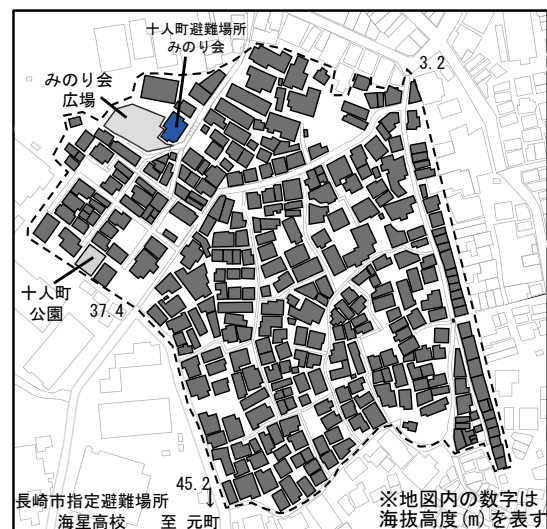 十人町避難場所
みのり会
3.2
みのり会
広場
十人町
公園
37.4
45.2
長崎市指定避難場所
海星高校
至 元町
※地図内の数字は
海抜高度(m)を表す